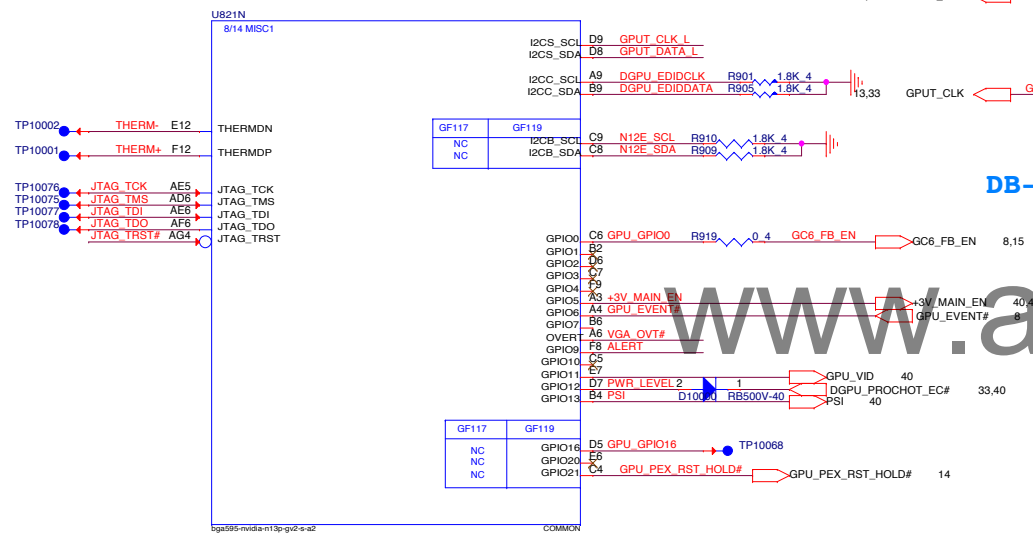 U821N
8/14 MISC1
I2CS_SCL D9 GPUT_CLK_L
I2CS_SDA D8 GPUT_DATA_L
I2CC_SCL A9 DGPU_EDIDCLK R901 1.8K_4
I2CC_SDA B9 DGPU_EDIDDATA R905 1.8K_4
13,33 GPUT_CLK G
TP10002 THERM- E12 THERMDN
TP10001 THERM+ F12 THERMDP
GF117 GF119
NC I2CB_SCL C9 N12E_SCL R910 1.8K_4
NC I2CB_SDA C8 N12E_SDA R909 1.8K_4
DB-
TP10076 JTAG_TCK AE5 JTAG_TCK
TP10075 JTAG_TMS AD6 JTAG_TMS
TP10077 JTAG_TDI AE6 JTAG_TDI
TP10078 JTAG_TDO AF6 JTAG_TDO
JTAG_TRST# AG4 JTAG_TRST
GPIO0 C6 GPU_GPIO0 R919 0_4 GC6_FB_EN GC6_FB_EN 8,15
GPIO1 B2
GPIO2 D6
GPIO3 C7
GPIO4 F9
GPIO5 A3 +3V_MAIN_EN +3V_MAIN_EN 40,4
GPIO6 A4 GPU_EVENT# GPU_EVENT# 8
GPIO7 B6
OVERT A6 VGA_OVT#
GPIO9 F8 ALERT
GPIO10 C5
GPIO11 E7 GPU_VID 40
GPIO12 D7 PWR_LEVEL 2 1 RB500V-40 DGPU_PROCHOT_EC# 33,40
GPIO13 B4 PSI PSI 40
www.a
GF117 GF119
NC GPIO16 D5 GPU_GPIO16 TP10068
NC GPIO20 E6
NC GPIO21 C4 GPU_PEX_RST_HOLD# GPU_PEX_RST_HOLD# 14
bga595-nvidia-n13p-gv2-s-a2 COMMON